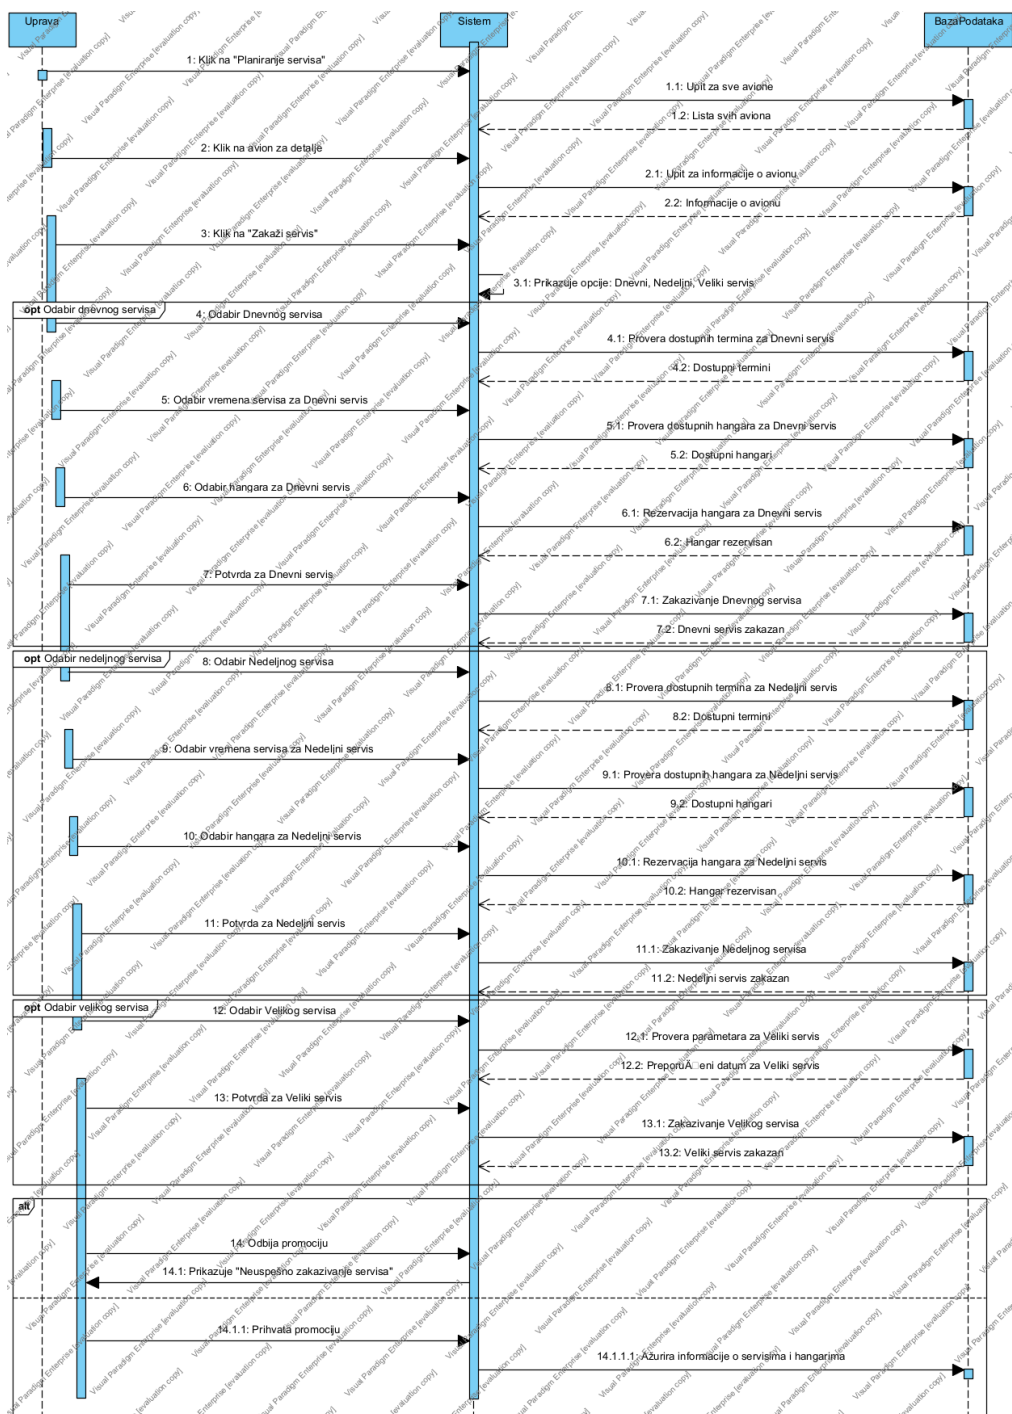 Uprava
Sistem
BazaPodataka
1: Klik na "Planiranje servisa"
1.1: Upit za sve avione
1.2: Lista svih aviona
2: Klik na avion za detalje
2.1: Upit za informacije o avionu
2.2: Informacije o avionu
3: Klik na "Zakaži servis"
3.1: Prikazuje opcije: Dnevni, Nedeljni, Veliki servis
opt Odabir dnevnog servisa
4: Odabir Dnevnog servisa
4.1: Provera dostupnih termina za Dnevni servis
4.2: Dostupni termini
5: Odabir vremena servisa za Dnevni servis
5.1: Provera dostupnih hangara za Dnevni servis
5.2: Dostupni hangari
6: Odabir hangara za Dnevni servis
6.1: Rezervacija hangara za Dnevni servis
6.2: Hangar rezervisan
7: Potvrda za Dnevni servis
7.1: Zakazivanje Dnevnog servisa
7.2: Dnevni servis zakazan
opt Odabir nedeljnog servisa
8: Odabir Nedeljnog servisa
8.1: Provera dostupnih termina za Nedeljni servis
8.2: Dostupni termini
9: Odabir vremena servisa za Nedeljni servis
9.1: Provera dostupnih hangara za Nedeljni servis
9.2: Dostupni hangari
10: Odabir hangara za Nedeljni servis
10.1: Rezervacija hangara za Nedeljni servis
10.2: Hangar rezervisan
11: Potvrda za Nedeljni servis
11.1: Zakazivanje Nedeljnog servisa
11.2: Nedeljni servis zakazan
opt Odabir velikog servisa
12: Odabir Velikog servisa
12.1: Provera parametara za Veliki servis
12.2: PreporuÄ□eni datum za Veliki servis
13: Potvrda za Veliki servis
13.1: Zakazivanje Velikog servisa
13.2: Veliki servis zakazan
alt
14: Odbija promociju
14.1: Prikazuje "Neuspešno zakazivanje servisa"
14.1.1: Prihvata promociju
14.1.1.1: Ažurira informacije o servisima i hangarima
Visual Paradigm Enterprise [evaluation copy]